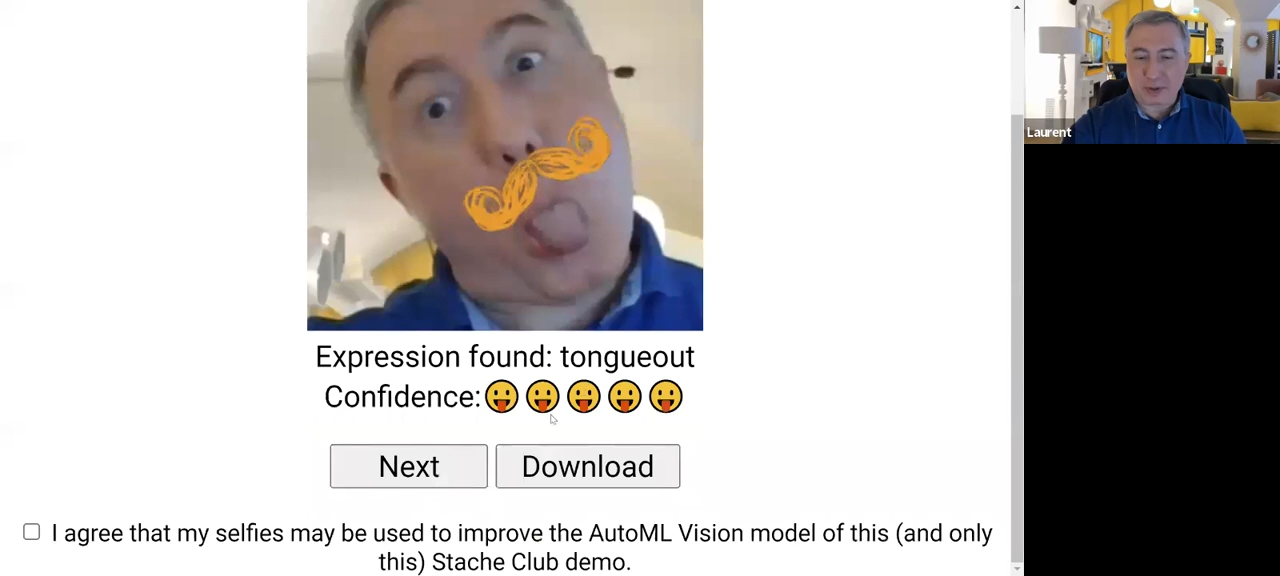 Laurent
Expression found: tongueout
Confidence:
Next
Download
I agree that my selfies may be used to improve the AutoML Vision model of this (and only
this) Stache Club demo.